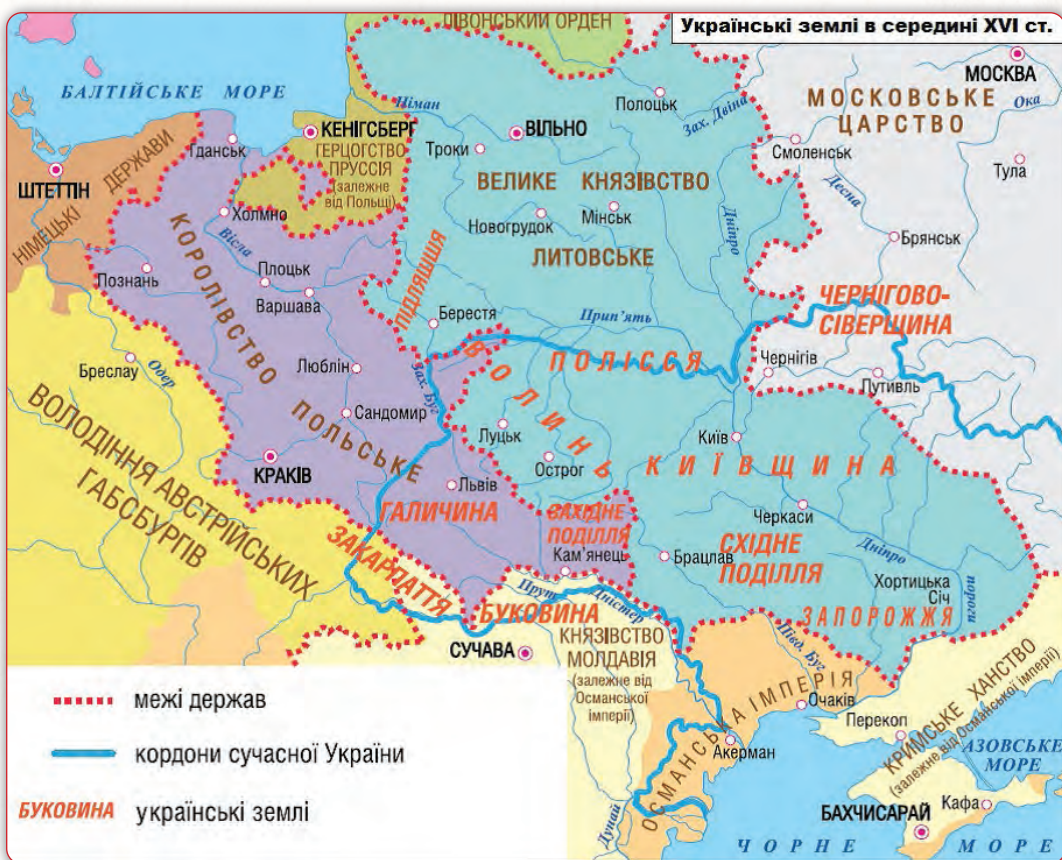 Українські землі в середині XVI ст.
ЛІВОНСЬКИЙ ОРДЕН
МОСКВА
БАЛТІЙСЬКЕ МОРЕ
Німан
Полоцьк
Зах. Двіна
МОСКОВСЬКЕ
ЦАРСТВО
Ока
Гданськ
КЕНІГСБЕРГ
ГЕРЦОГСТВО
ПРУССІЯ
(залежне
від Польщі)
ВІЛЬНО
Троки
Смоленськ
Тула
ШТЕТТІН
НІМЕЦЬКІ
ДЕРЖАВИ
Холмно
ВЕЛИКЕ КНЯЗІВСТВО
ЛИТОВСЬКЕ
Новогрудок
Мінськ
Дніпро
Десна
Брянськ
КОРОЛІВСТВО
ПОЛЬСЬКЕ
Вісла
Познань
Плоцьк
Варшава
ПІДЛЯШШЯ
Берестя
Прип’ять
ЧЕРНІГОВО-
СІВЕРЩИНА
Бреслау
Одер
Люблін
Зах. Буг
ВОЛИНЬ
ПОЛІССЯ
Чернігів
Путивль
Сандомир
Луцьк
Острог
Київ
КИЇВЩИНА
ВОЛОДІННЯ АВСТРІЙСЬКИХ
ГАБСБУРГІВ
КРАКІВ
Львів
ГАЛИЧИНА
ЗАХІДНЕ
ПОДІЛЛЯ
Кам’янець
Черкаси
СХІДНЕ
ПОДІЛЛЯ
Брацлав
Дніпро
Хортицька
Січ
пороги
ЗАПОРОЖЖЯ
ЗАКАРПАТТЯ
БУКОВИНА
Прут
Дністер
СУЧАВА
КНЯЗІВСТВО
МОЛДАВІЯ
(залежне від
Османської
імперії)
Півд. Буг
ОСМАНСЬКА ІМПЕРІЯ
Очаків
Перекоп
КРИМСЬКЕ ХАНСТВО
(залежне від Османської імперії)
АЗОВСЬКЕ
МОРЕ
Акерман
Дунай
Кафа
БАХЧИСАРАЙ
ЧОРНЕ МОРЕ
межі держав
кордони сучасної України
БУКОВИНА українські землі